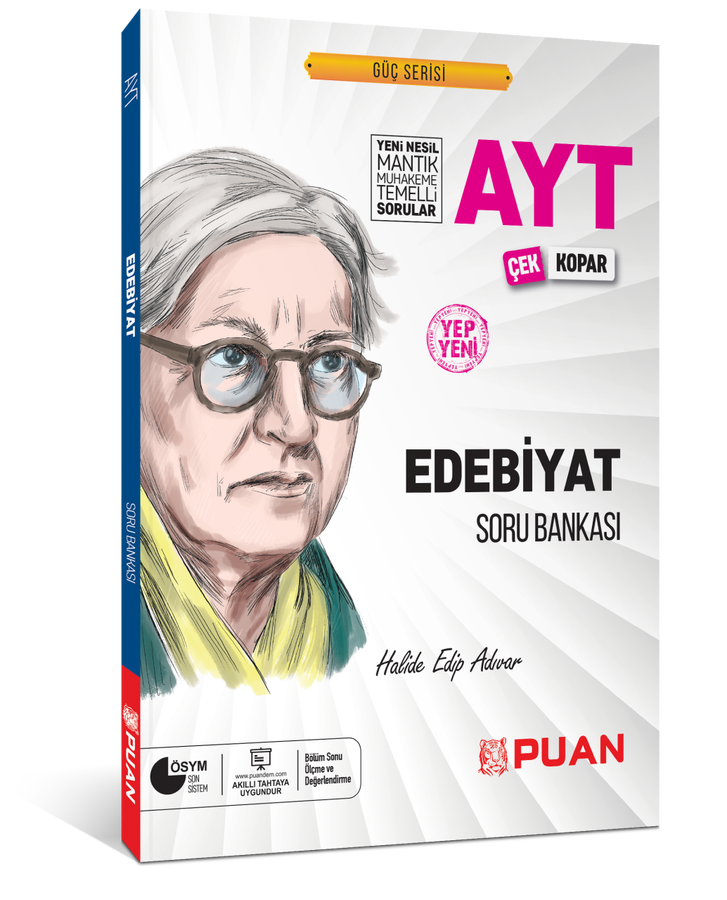 GÜÇ SERİSİ
YENİ NESİL
MANTIK
MUHAKEME
TEMELLİ
SORULAR
AYT
ÇEK KOPAR
YEP
YENİ
EDEBİYAT
SORU BANKASI
Halide Edip Adıvar
PUAN
ÖSYM
SON
SİSTEM
www.puandem.com
AKILLI TAHTAYA
UYGUNDUR
Bölüm Sonu
Ölçme ve
Değerlendirme
AYT
EDEBİYAT
SORU BANKASI
PUAN